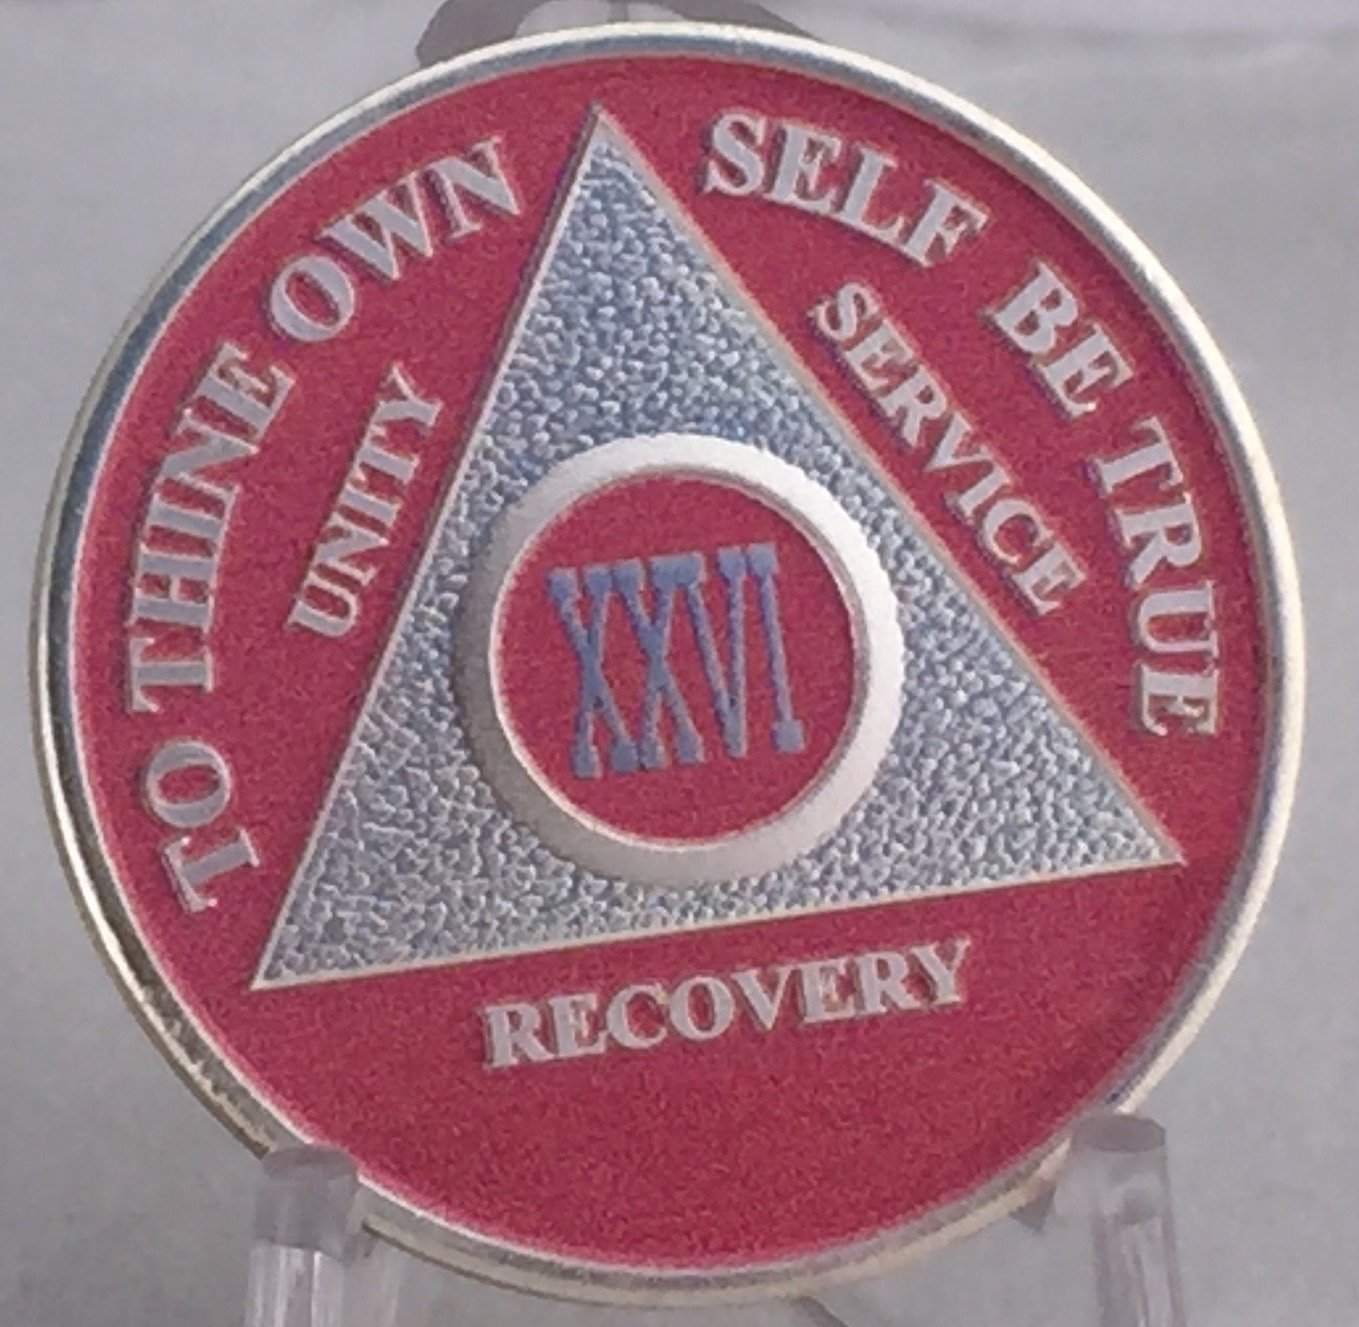 TO THINE OWN SELF BE TRUE
UNITY
SERVICE
XXVI
RECOVERY